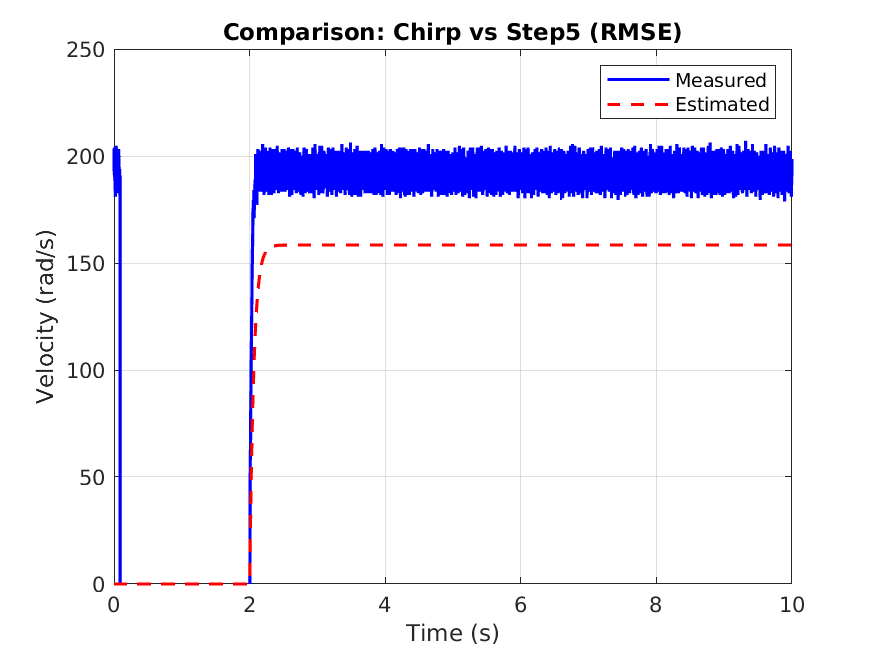 Comparison: Chirp vs Step5 (RMSE)
Measured
Estimated
250
200
150
100
50
0
Velocity (rad/s)
0 2 4 6 8 10
Time (s)